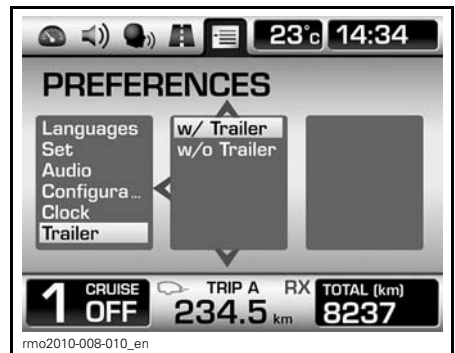 23°c 14:34
PREFERENCES
Languages
Set
Audio
Configura...
Clock
Trailer
w/ Trailer
w/o Trailer
1 CRUISE OFF
TRIP A
234.5 km
RX
TOTAL (km)
8237
rmo2010-008-010_en